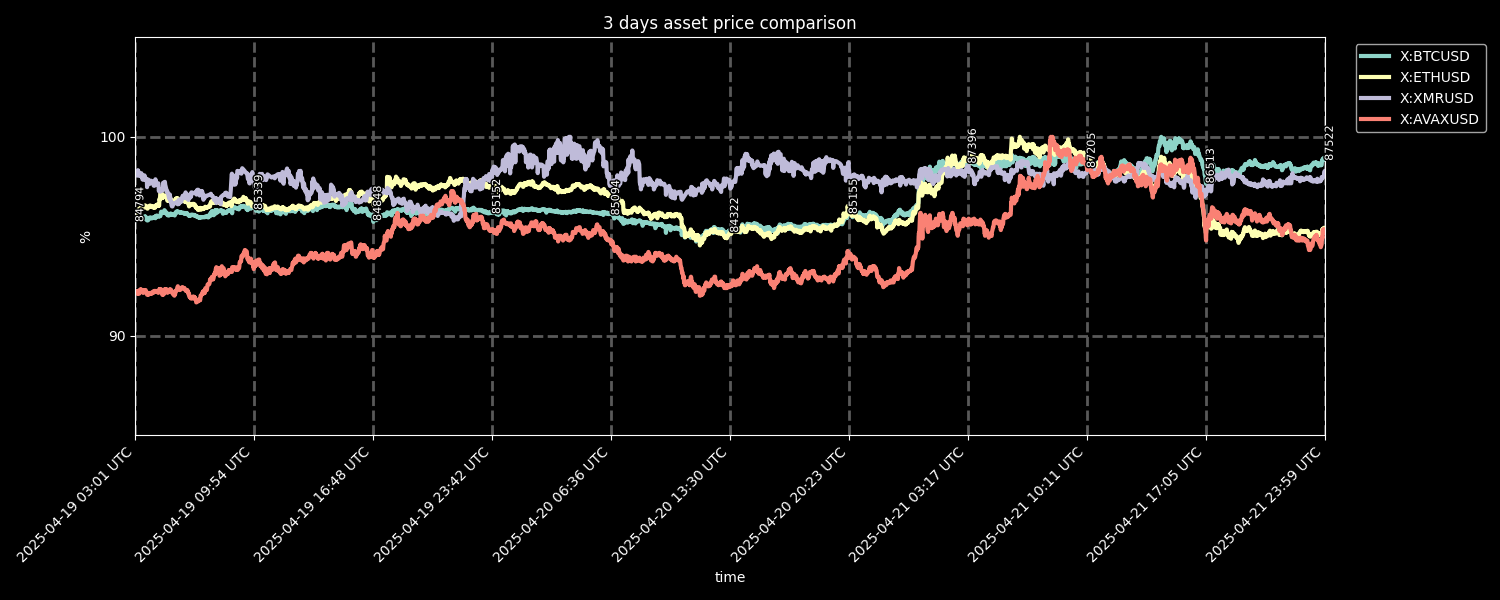 3 days asset price comparison
X:BTCUSD
X:ETHUSD
X:XMRUSD
X:AVAXUSD
100
90
%
84794
85339
84848
85152
85094
84322
85155
87396
87205
86513
87522
2025-04-19 03:01 UTC
2025-04-19 09:54 UTC
2025-04-19 16:48 UTC
2025-04-19 23:42 UTC
2025-04-20 06:36 UTC
2025-04-20 13:30 UTC
2025-04-20 20:23 UTC
2025-04-21 03:17 UTC
2025-04-21 10:11 UTC
2025-04-21 17:05 UTC
2025-04-21 23:59 UTC
time